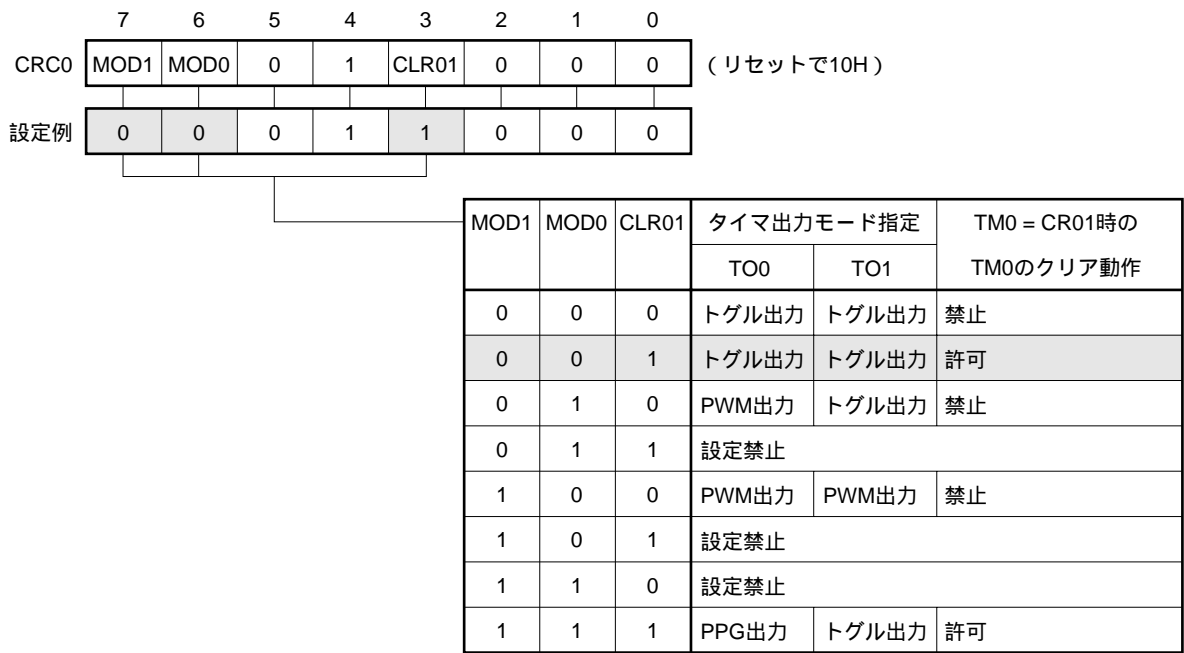 7 6 5 4 3 2 1 0
CRC0 MOD1 MOD0 0 1 CLR01 0 0 0 （リセットで10H）
設定例 0 0 0 1 1 0 0 0
MOD1 MOD0 CLR01 タイマ出力モード指定 TM0 = CR01時の
TO0 TO1 TM0のクリア動作
0 0 0 トグル出力 トグル出力 禁止
0 0 1 トグル出力 トグル出力 許可
0 1 0 PWM出力 トグル出力 禁止
0 1 1 設定禁止
1 0 0 PWM出力 PWM出力 禁止
1 0 1 設定禁止
1 1 0 設定禁止
1 1 1 PPG出力 トグル出力 許可